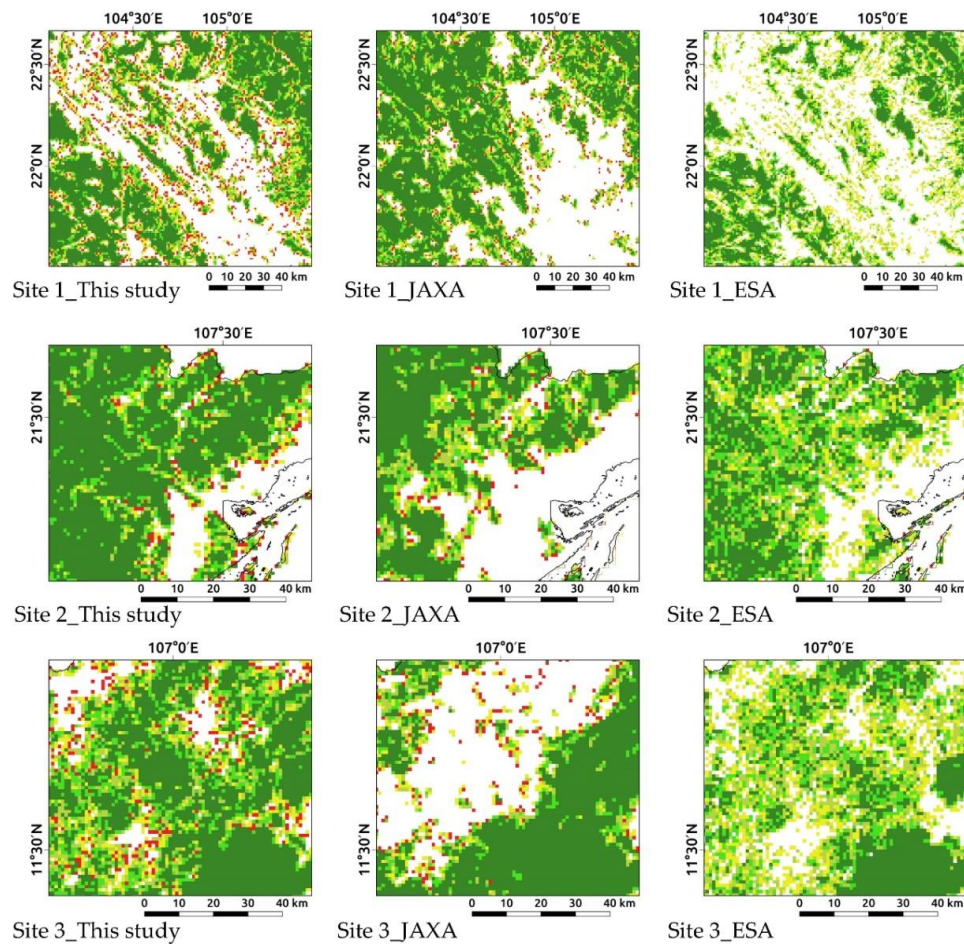 104°30′E 105°0′E 104°30′E 105°0′E 104°30′E 105°0′E
22°30′N 22°30′N 22°30′N
22°0′N 22°0′N 22°0′N
0 10 20 30 40 km 0 10 20 30 40 km 0 10 20 30 40 km
Site 1_This study Site 1_JAXA Site 1_ESA
107°30′E 107°30′E 107°30′E
21°30′N 21°30′N 21°30′N
0 10 20 30 40 km 0 10 20 30 40 km 0 10 20 30 40 km
Site 2_This study Site 2_JAXA Site 2_ESA
107°0′E 107°0′E 107°0′E
11°30′N 11°30′N 11°30′N
0 10 20 30 40 km 0 10 20 30 40 km 0 10 20 30 40 km
Site 3_This study Site 3_JAXA Site 3_ESA